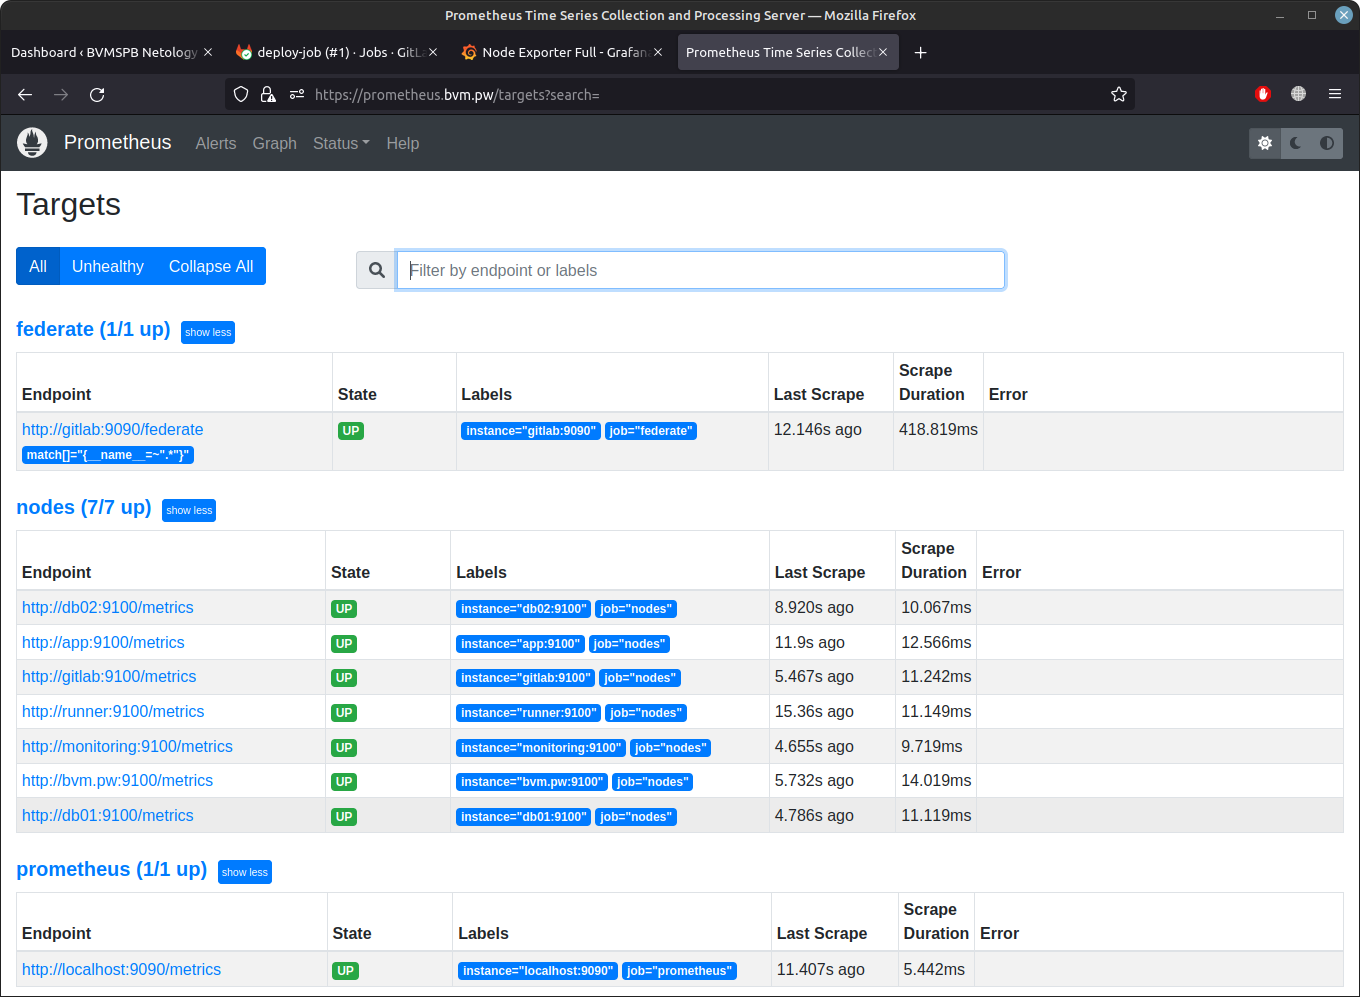 Prometheus Time Series Collection and Processing Server — Mozilla Firefox
Dashboard ‹ BVMSPB Netology
deploy-job (#1) · Jobs · GitLa
Node Exporter Full - Grafan
Prometheus Time Series Collec
https://prometheus.bvm.pw/targets?search=
Prometheus Alerts Graph Status Help
Targets
All Unhealthy Collapse All
Filter by endpoint or labels
federate (1/1 up) show less
Endpoint State Labels Last Scrape Scrape Duration Error
http://gitlab:9090/federate UP instance="gitlab:9090" job="federate" 12.146s ago 418.819ms
match[]="{__name__=~".*"}"
nodes (7/7 up) show less
Endpoint State Labels Last Scrape Scrape Duration Error
http://db02:9100/metrics UP instance="db02:9100" job="nodes" 8.920s ago 10.067ms
http://app:9100/metrics UP instance="app:9100" job="nodes" 11.9s ago 12.566ms
http://gitlab:9100/metrics UP instance="gitlab:9100" job="nodes" 5.467s ago 11.242ms
http://runner:9100/metrics UP instance="runner:9100" job="nodes" 15.36s ago 11.149ms
http://monitoring:9100/metrics UP instance="monitoring:9100" job="nodes" 4.655s ago 9.719ms
http://bvm.pw:9100/metrics UP instance="bvm.pw:9100" job="nodes" 5.732s ago 14.019ms
http://db01:9100/metrics UP instance="db01:9100" job="nodes" 4.786s ago 11.119ms
prometheus (1/1 up) show less
Endpoint State Labels Last Scrape Scrape Duration Error
http://localhost:9090/metrics UP instance="localhost:9090" job="prometheus" 11.407s ago 5.442ms